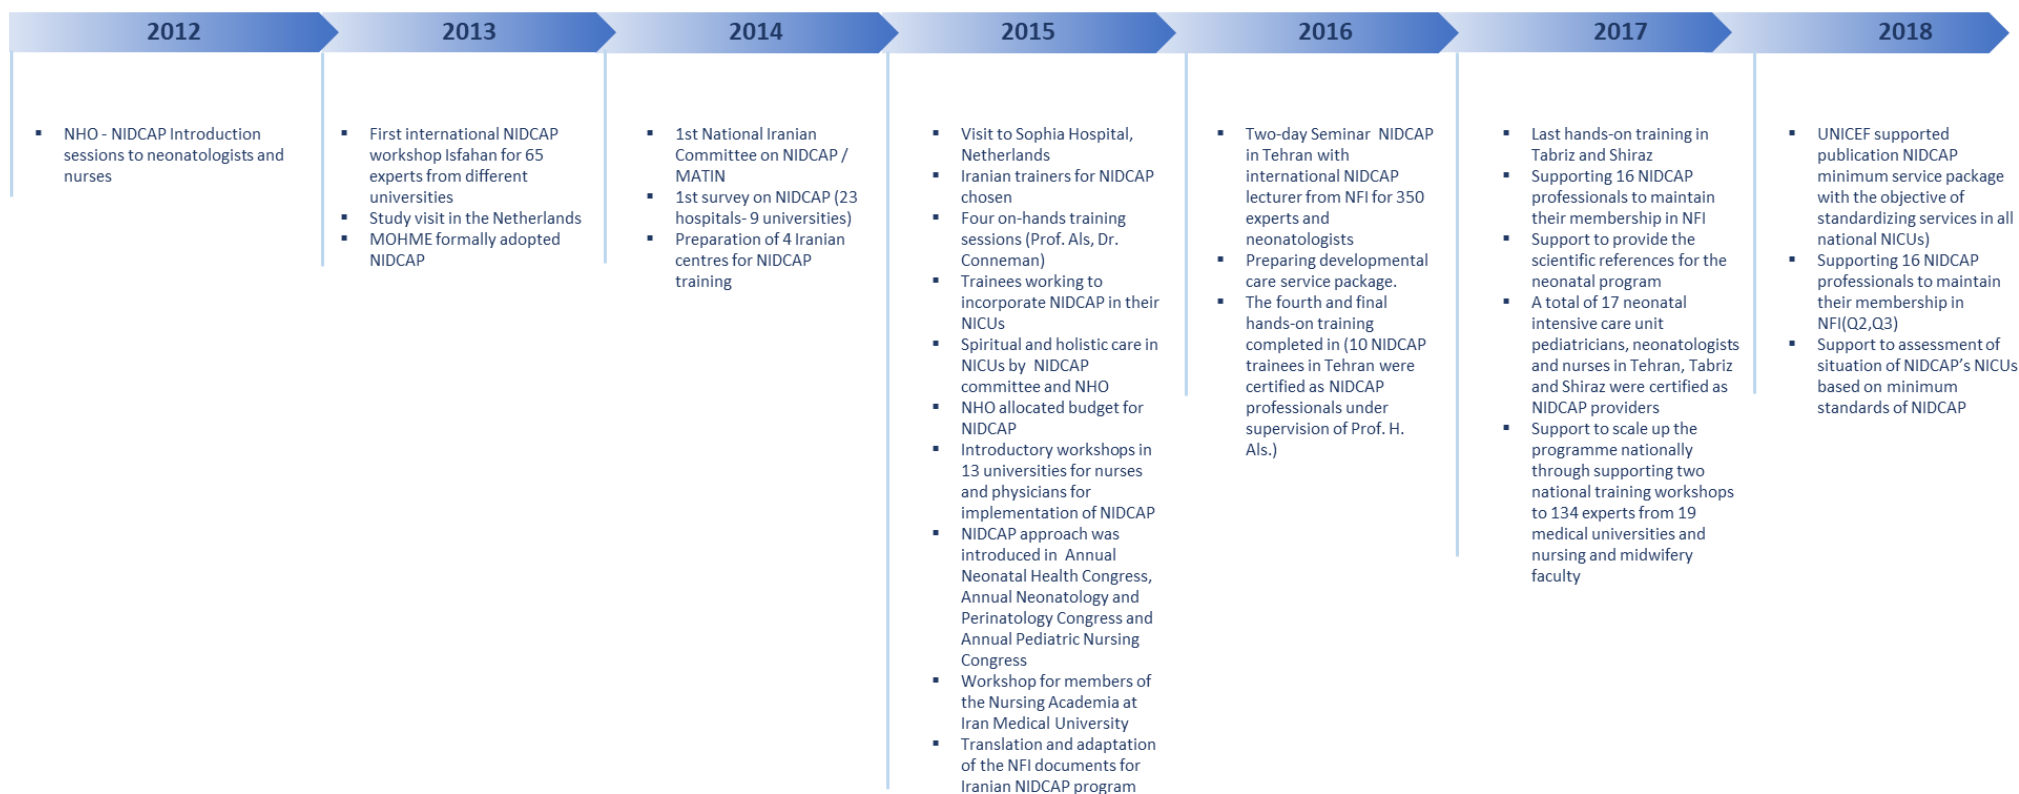 2012
2013
2014
2015
2016
2017
2018
▪ NHO - NIDCAP Introduction
sessions to neonatologists and
nurses
▪ First international NIDCAP
workshop Isfahan for 65
experts from different
universities
▪ Study visit in the Netherlands
▪ MOHME formally adopted
NIDCAP
▪ 1st National Iranian
Committee on NIDCAP /
MATIN
▪ 1st survey on NIDCAP (23
hospitals- 9 universities)
▪ Preparation of 4 Iranian
centres for NIDCAP
training
▪ Visit to Sophia Hospital,
Netherlands
▪ Iranian trainers for NIDCAP
chosen
▪ Four on-hands training
sessions (Prof. Als, Dr.
Conneman)
▪ Trainees working to
incorporate NIDCAP in their
NICUs
▪ Spiritual and holistic care in
NICUs by NIDCAP
committee and NHO
▪ NHO allocated budget for
NIDCAP
▪ Introductory workshops in
13 universities for nurses
and physicians for
implementation of NIDCAP
▪ NIDCAP approach was
introduced in Annual
Neonatal Health Congress,
Annual Neonatology and
Perinatology Congress and
Annual Pediatric Nursing
Congress
▪ Workshop for members of
the Nursing Academia at
Iran Medical University
▪ Translation and adaptation
of the NFI documents for
Iranian NIDCAP program
▪ Two-day Seminar NIDCAP
in Tehran with
international NIDCAP
lecturer from NFI for 350
experts and
neonatologists
▪ Preparing developmental
care service package.
▪ The fourth and final
hands-on training
completed in (10 NIDCAP
trainees in Tehran were
certified as NIDCAP
professionals under
supervision of Prof. H.
Als.)
▪ Last hands-on training in
Tabriz and Shiraz
▪ Supporting 16 NIDCAP
professionals to maintain
their membership in NFI
▪ Support to provide the
scientific references for the
neonatal program
▪ A total of 17 neonatal
intensive care unit
pediatricians, neonatologists
and nurses in Tehran, Tabriz
and Shiraz were certified as
NIDCAP providers
▪ Support to scale up the
programme nationally
through supporting two
national training workshops
to 134 experts from 19
medical universities and
nursing and midwifery
faculty
▪ UNICEF supported
publication NIDCAP
minimum service package
with the objective of
standardizing services in all
national NICUs)
▪ Supporting 16 NIDCAP
professionals to maintain
their membership in
NFI(Q2,Q3)
▪ Support to assessment of
situation of NIDCAP's NICUs
based on minimum
standards of NIDCAP